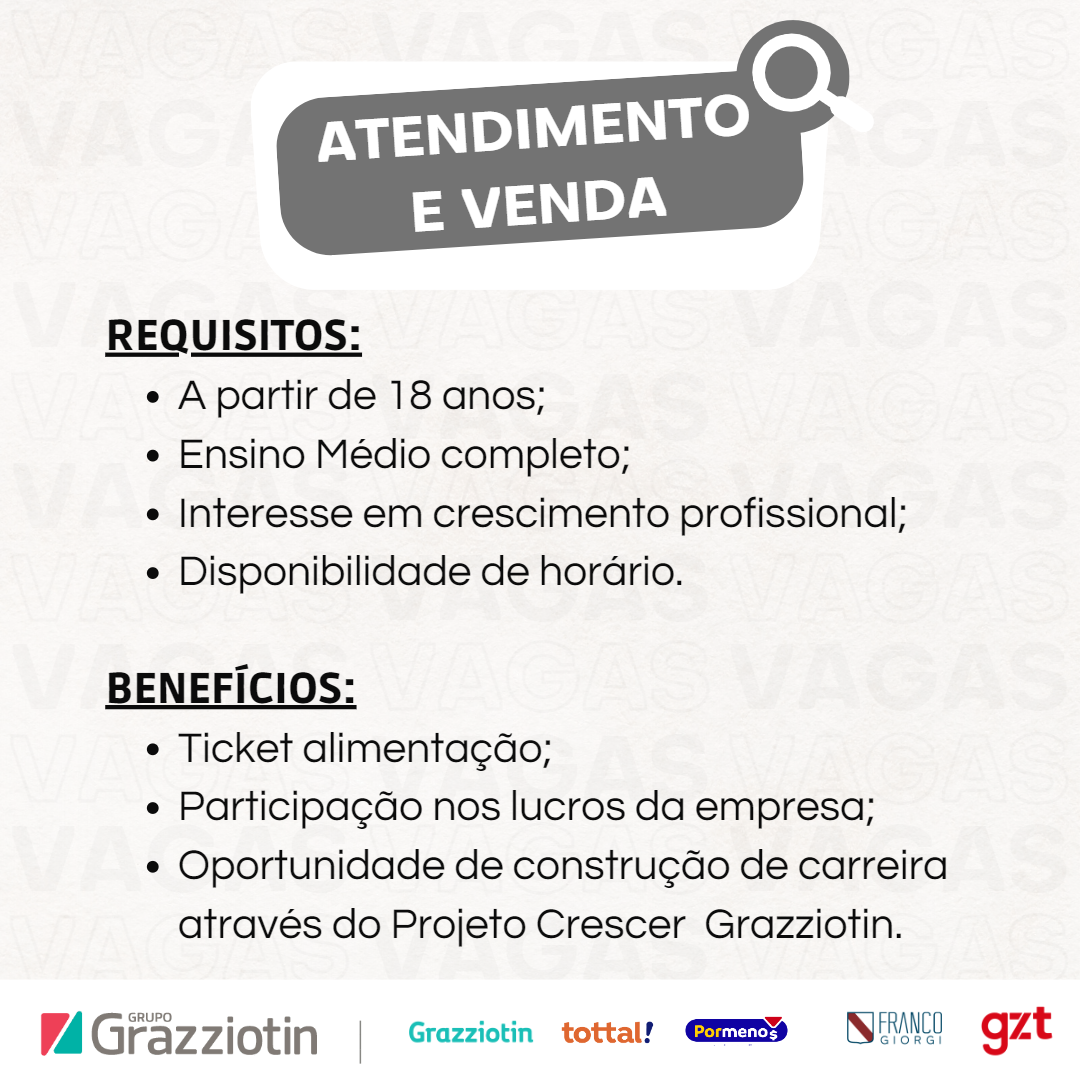 ATENDIMENTO
E VENDA
REQUISITOS:
• A partir de 18 anos;
• Ensino Médio completo;
• Interesse em crescimento profissional;
• Disponibilidade de horário.
BENEFÍCIOS:
• Ticket alimentação;
• Participação nos lucros da empresa;
• Oportunidade de construção de carreira
através do Projeto Crescer Grazziotin.
GRUPO
Grazziotin
Grazziotin
tottal!
Pormenos
FRANCO
GIORGI
gzt
VAGAS